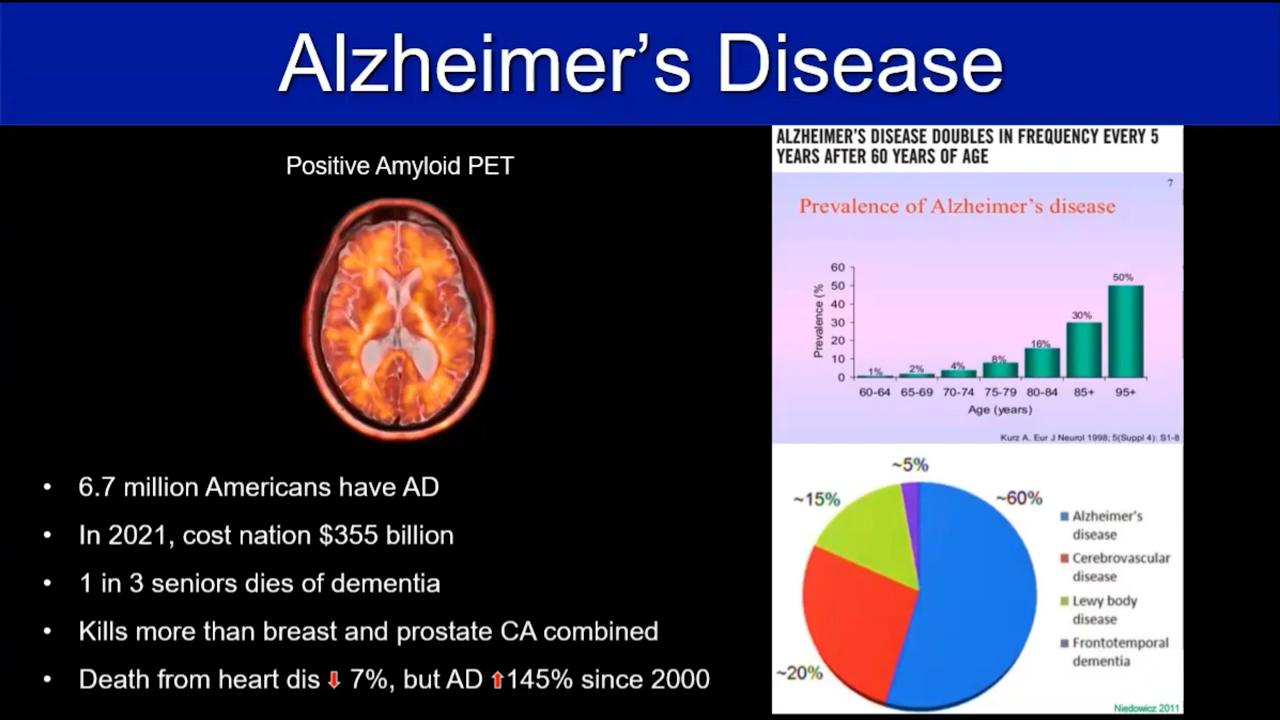 Alzheimer’s Disease
Positive Amyloid PET
• 6.7 million Americans have AD
• In 2021, cost nation $355 billion
• 1 in 3 seniors dies of dementia
• Kills more than breast and prostate CA combined
• Death from heart dis ⬇ 7%, but AD ⬆145% since 2000
ALZHEIMER’S DISEASE DOUBLES IN FREQUENCY EVERY 5
YEARS AFTER 60 YEARS OF AGE
7
Prevalence of Alzheimer’s disease
Prevalence (%
60
50
40
30
20
10
0
1%
2%
4%
8%
16%
30%
50%
60-64 65-69 70-74 75-79 80-84 85+ 95+
Age (years)
Kurz A. Eur J Neurol 1998; 5(Suppl 4): S1-8
~5%
~15%
~60%
~20%
Alzheimer's
disease
Cerebrovascular
disease
Lewy body
disease
Frontotemporal
dementia
Niedowicz 2011